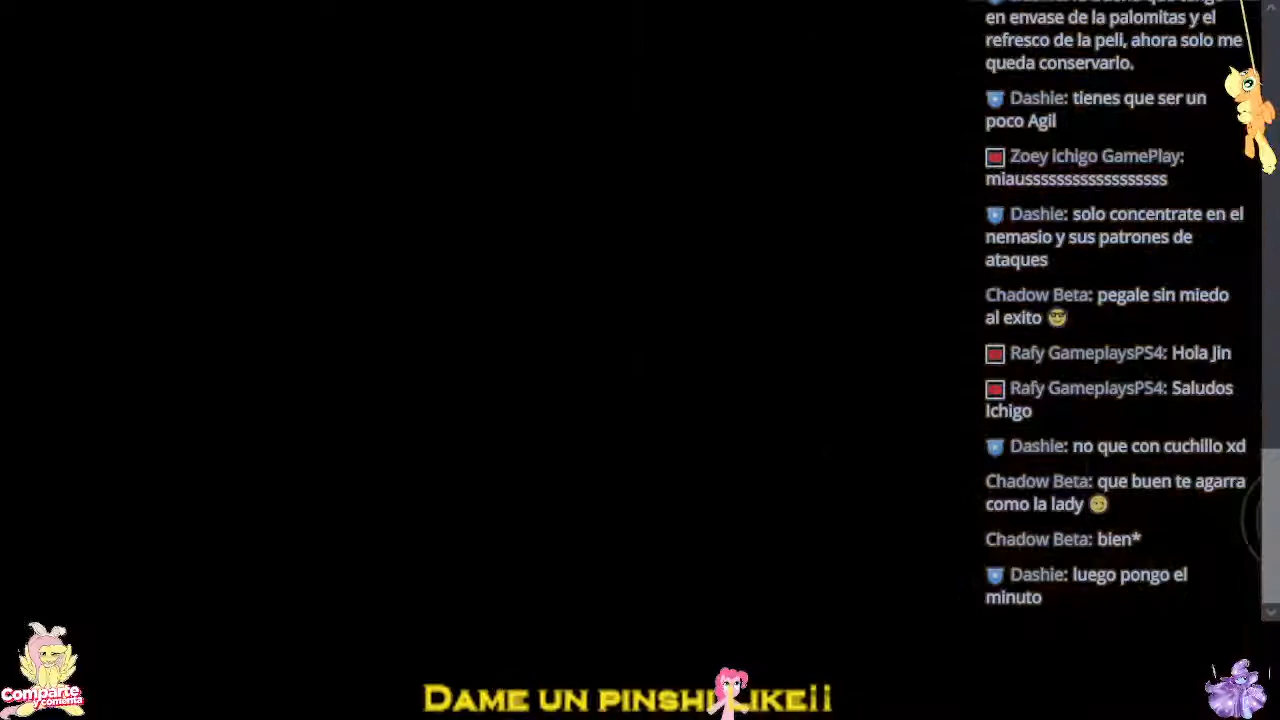 en envase de la palomitas y el
refresco de la peli, ahora solo me
queda conservarlo.
Dashie: tienes que ser un
poco Agil
Zoey Ichigo GamePlay:
miausssssssssssssssssss
Dashie: solo concentrate en el
nemasio y sus patrones de
ataques
Chadow Beta: pegale sin miedo
al exito
Rafy GameplaysPS4: Hola Jin
Rafy GameplaysPS4: Saludos
Ichigo
Dashie: no que con cuchillo xd
Chadow Beta: que buen te agarra
como la lady
Chadow Beta: bien*
Dashie: luego pongo el
minuto
Comparte
y comenta
DAME UN PINSHI LIKE!!